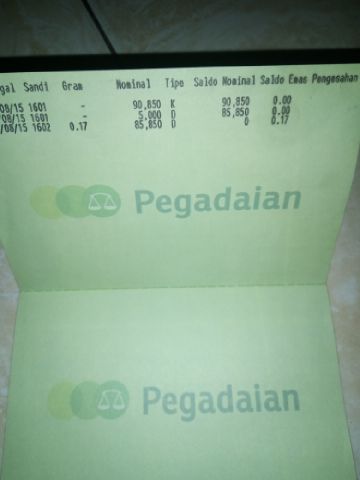 gal Sandi Gram Nominal Tipe Saldo Nominal Saldo Emas Pengesahan
08/15 1601 - 90,850 K 90,850 0.00
/08/15 1601 - 5,000 D 85,850 0.00
/08/15 1602 0.17 85,850 D 0 0.17
Pegadaian
Pegadaian